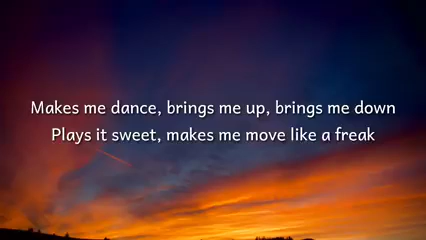 Makes me dance, brings me up, brings me down
Plays it sweet, makes me move like a freak